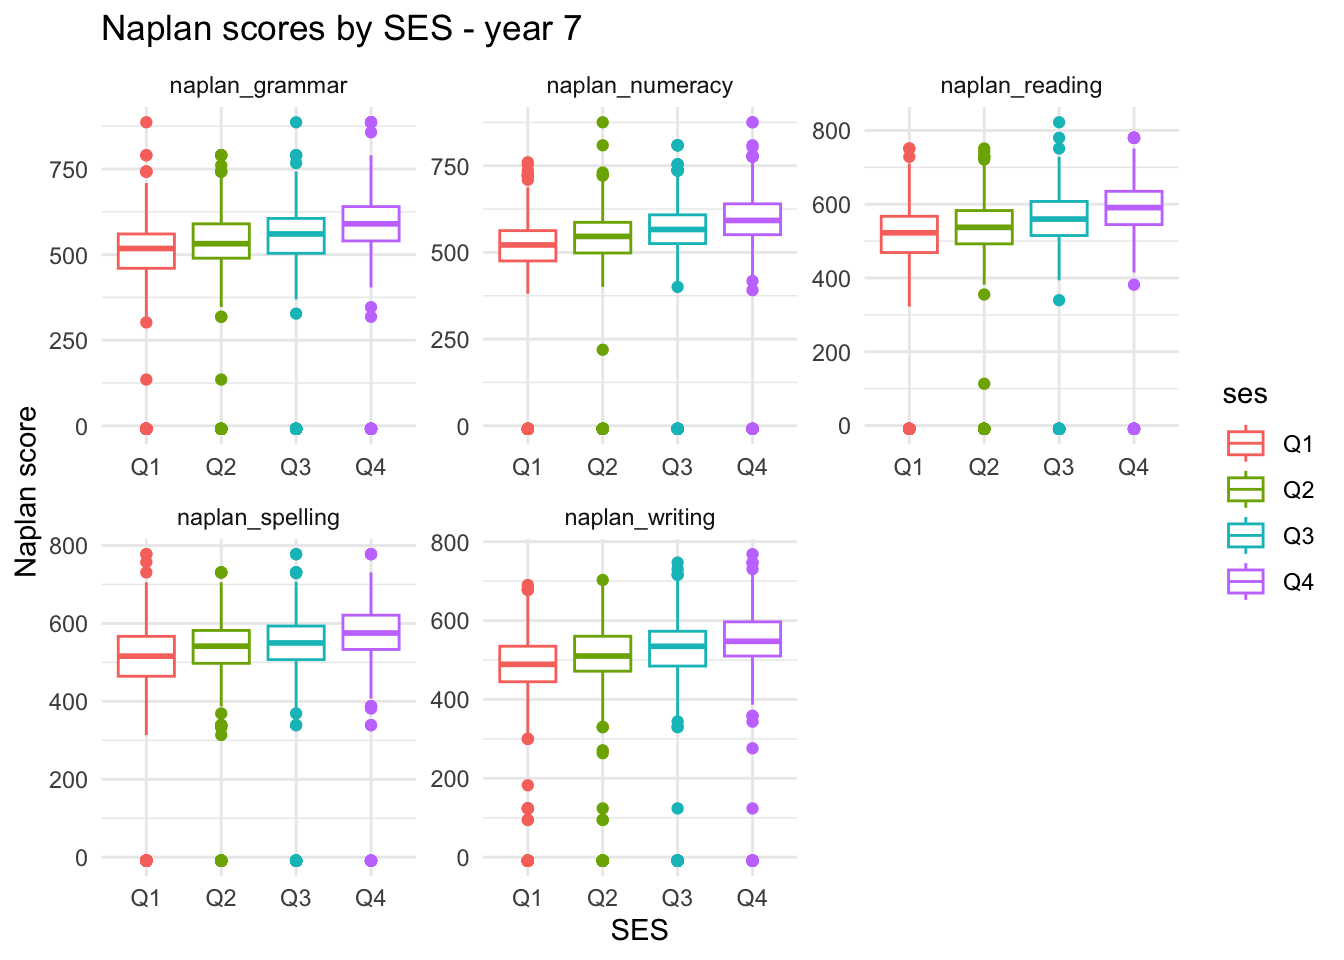 Naplan scores by SES - year 7
naplan_grammar
naplan_numeracy
naplan_reading
750
500
250
0
750
500
250
0
800
600
400
200
0
Q1 Q2 Q3 Q4
Q1 Q2 Q3 Q4
Q1 Q2 Q3 Q4
naplan_spelling
naplan_writing
800
600
400
200
0
800
600
400
200
0
Q1 Q2 Q3 Q4
Q1 Q2 Q3 Q4
SES
Naplan score
ses
Q1
Q2
Q3
Q4